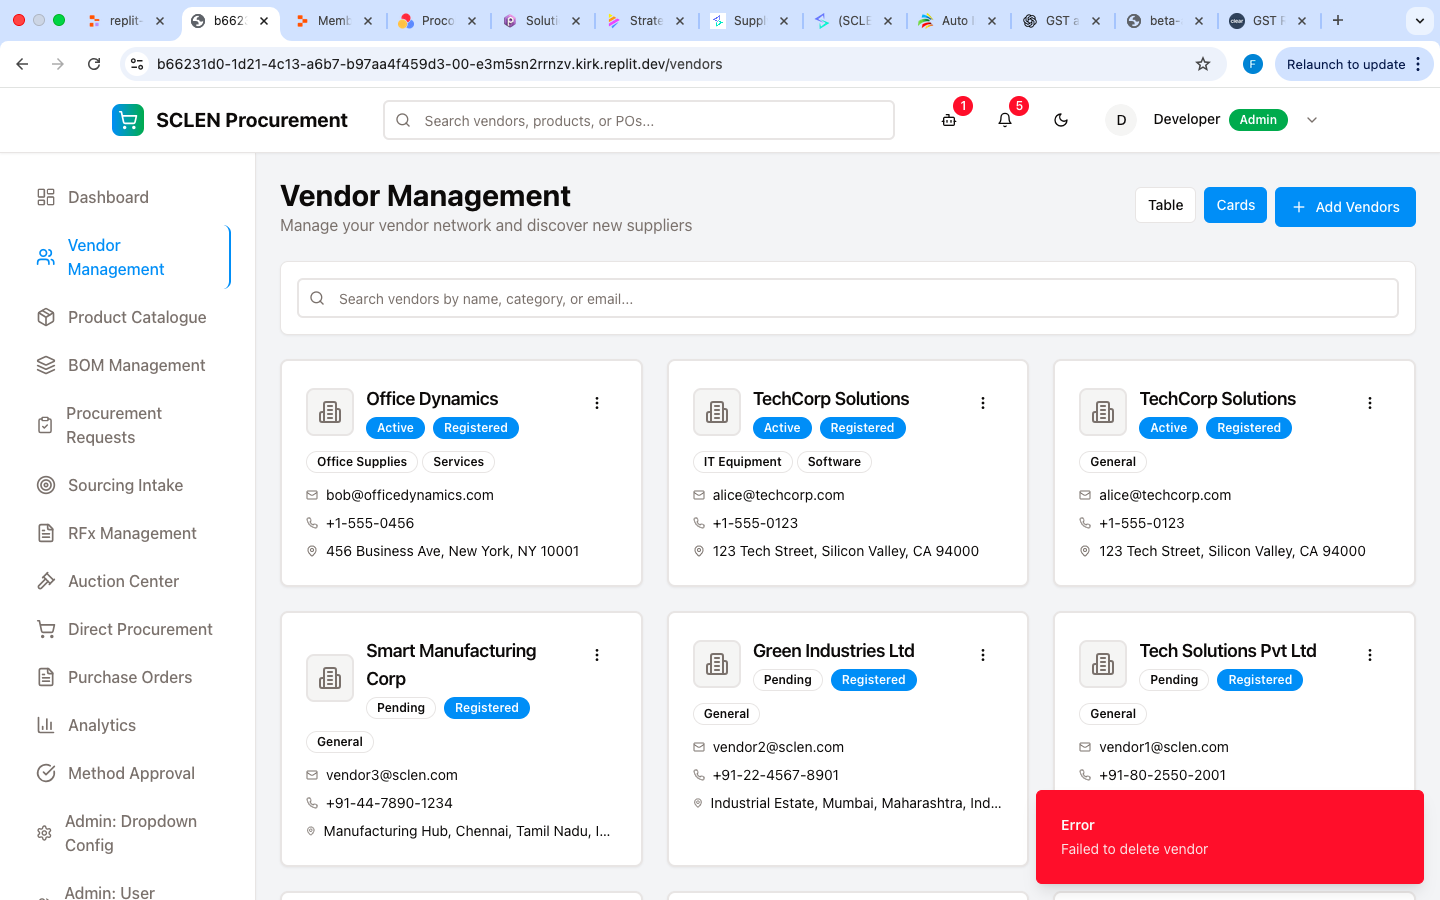 replit-
b662
Memb
Proco
Soluti
Strate
Suppl
(SCLE
Auto
GST a
beta-
GST F
b66231d0-1d21-4c13-a6b7-b97aa4f459d3-00-e3m5sn2rrnzv.kirk.replit.dev/vendors
F
Relaunch to update
SCLEN Procurement
Search vendors, products, or POs...
1
5
D
Developer
Admin
Dashboard
Vendor
Management
Product Catalogue
BOM Management
Procurement
Requests
Sourcing Intake
RFx Management
Auction Center
Direct Procurement
Purchase Orders
Analytics
Method Approval
Admin: Dropdown
Config
Admin: User
Vendor Management
Manage your vendor network and discover new suppliers
Table
Cards
+ Add Vendors
Search vendors by name, category, or email...
Office Dynamics
Active Registered
Office Supplies Services
bob@officedynamics.com
+1-555-0456
456 Business Ave, New York, NY 10001
TechCorp Solutions
Active Registered
IT Equipment Software
alice@techcorp.com
+1-555-0123
123 Tech Street, Silicon Valley, CA 94000
TechCorp Solutions
Active Registered
General
alice@techcorp.com
+1-555-0123
123 Tech Street, Silicon Valley, CA 94000
Smart Manufacturing
Corp
Pending Registered
General
vendor3@sclen.com
+91-44-7890-1234
Manufacturing Hub, Chennai, Tamil Nadu, I...
Green Industries Ltd
Pending Registered
General
vendor2@sclen.com
+91-22-4567-8901
Industrial Estate, Mumbai, Maharashtra, Ind...
Tech Solutions Pvt Ltd
Pending Registered
General
vendor1@sclen.com
+91-80-2550-2001
Error
Failed to delete vendor